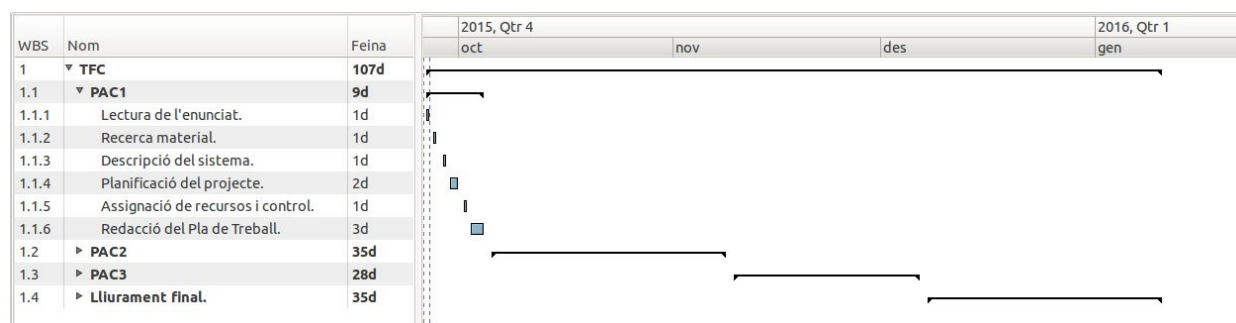 2015, Qtr 4 2016, Qtr 1
WBS Nom Feina oct nov des gen
1 TFC 107d
1.1 PAC1 9d
1.1.1 Lectura de l'enunciat. 1d
1.1.2 Recerca material. 1d
1.1.3 Descripció del sistema. 1d
1.1.4 Planificació del projecte. 2d
1.1.5 Assignació de recursos i control. 1d
1.1.6 Redacció del Pla de Treball. 3d
1.2 PAC2 35d
1.3 PAC3 28d
1.4 Lliurament final. 35d